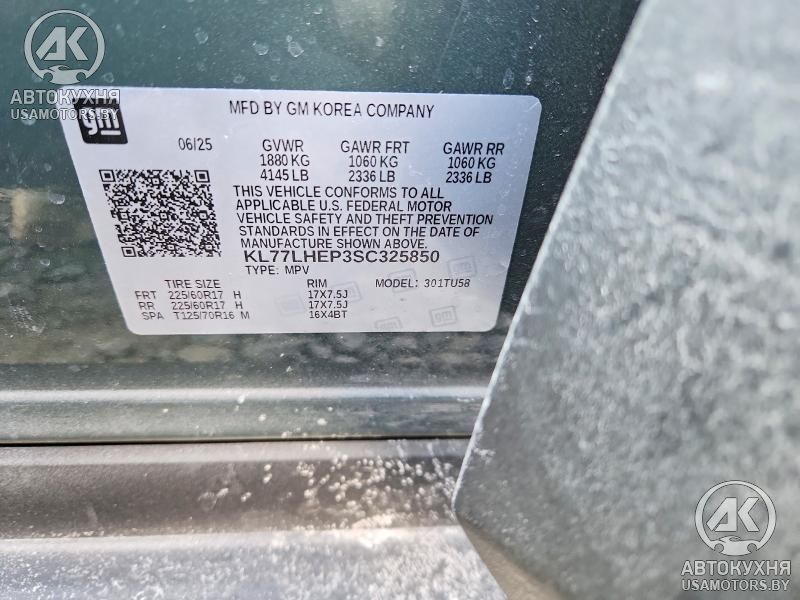 AK
АВТОКУХНЯ
USAMOTORS.BY
gm
MFD BY GM KOREA COMPANY
06/25 GVWR GAWR FRT GAWR RR
1880 KG 1060 KG 1060 KG
4145 LB 2336 LB 2336 LB
THIS VEHICLE CONFORMS TO ALL
APPLICABLE U.S. FEDERAL MOTOR
VEHICLE SAFETY AND THEFT PREVENTION
STANDARDS IN EFFECT ON THE DATE OF
MANUFACTURE SHOWN ABOVE.
KL77LHEP3SC325850
TYPE: MPV
TIRE SIZE RIM MODEL: 301TU58
FRT 225/60R17 H 17X7.5J
RR 225/60R17 H 17X7.5J
SPA T125/70R16 M 16X4BT
gm
AK
АВТОКУХНЯ
USAMOTORS.BY